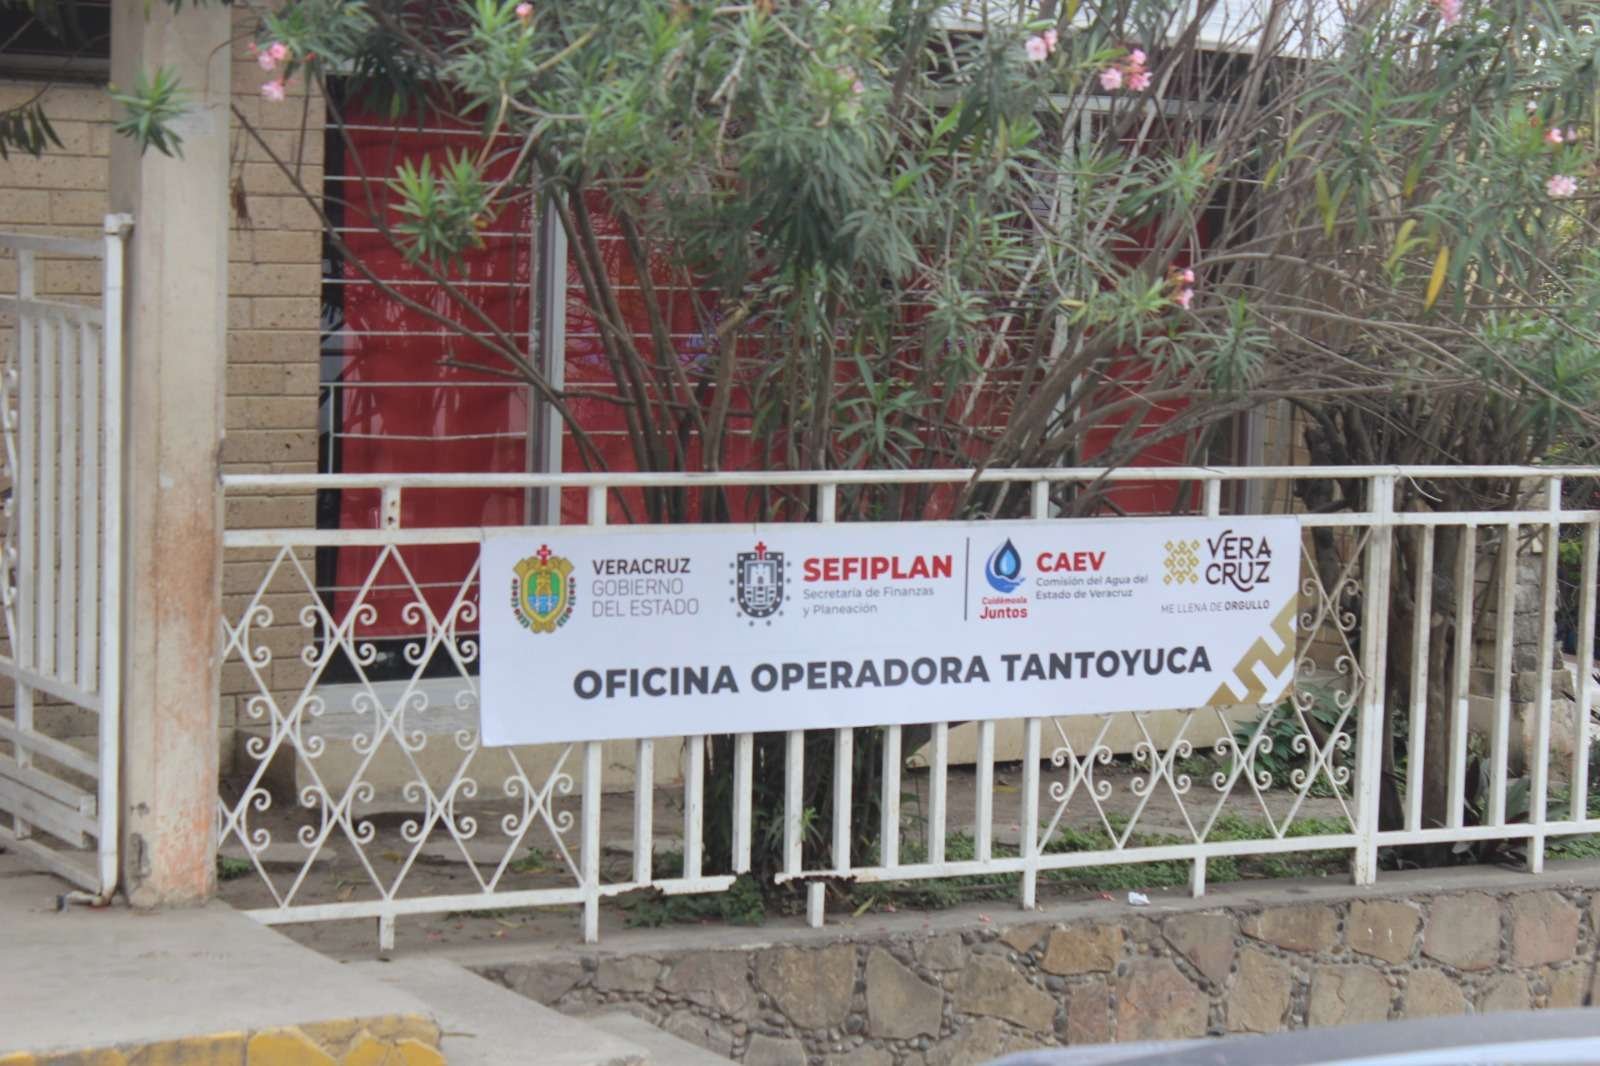 VERACRUZ
GOBIERNO
DEL ESTADO
SEFIPLAN
Secretaría de Finanzas
y Planeación
Cuidémosla
Juntos
CAEV
Comisión del Agua del
Estado de Veracruz
VERA
CRUZ
ME LLENA DE ORGULLO
OFICINA OPERADORA TANTOYUCA